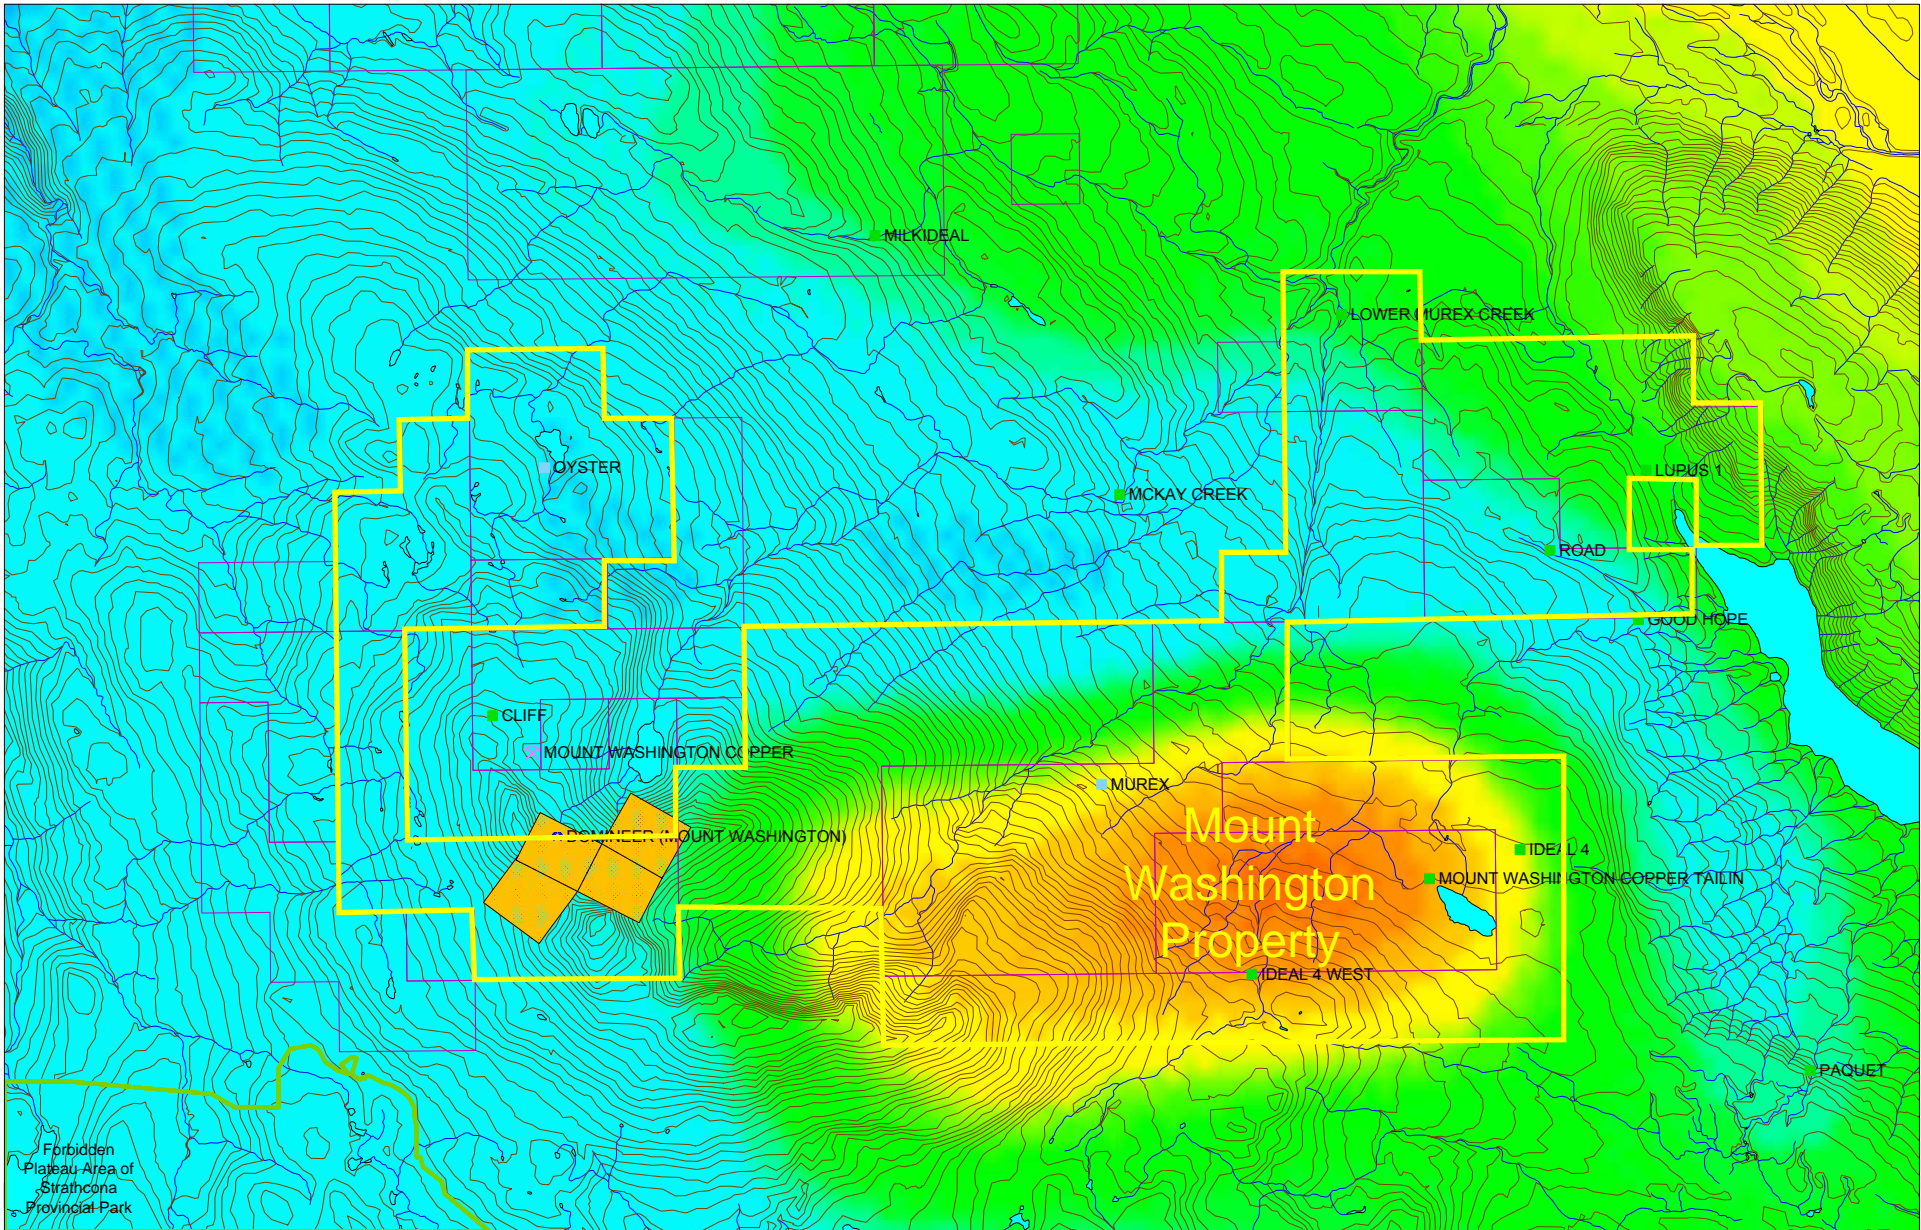 MILKIDEAL
LOWER MUREX CREEK
OYSTER
LUPUS 1
MCKAY CREEK
ROAD
GOOD HOPE
CLIFF
MOUNT WASHINGTON COPPER
MUREX
Mount
Washington
Property
DOMINEER (MOUNT WASHINGTON)
IDEAL 4
MOUNT WASHINGTON COPPER TAILIN
IDEAL 4 WEST
PAQUET
Forbidden
Plateau Area of
Strathcona
Provincial Park